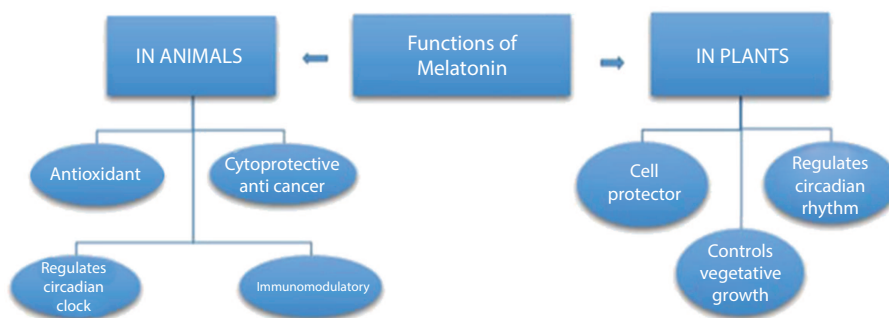 IN ANIMALS
Functions of
Melatonin
IN PLANTS
Antioxidant
Cytoprotective
anti cancer
Cell
protector
Regulates
circadian
rhythm
Regulates
circadian
clock
Immunomodulatory
Controls
vegetative
growth